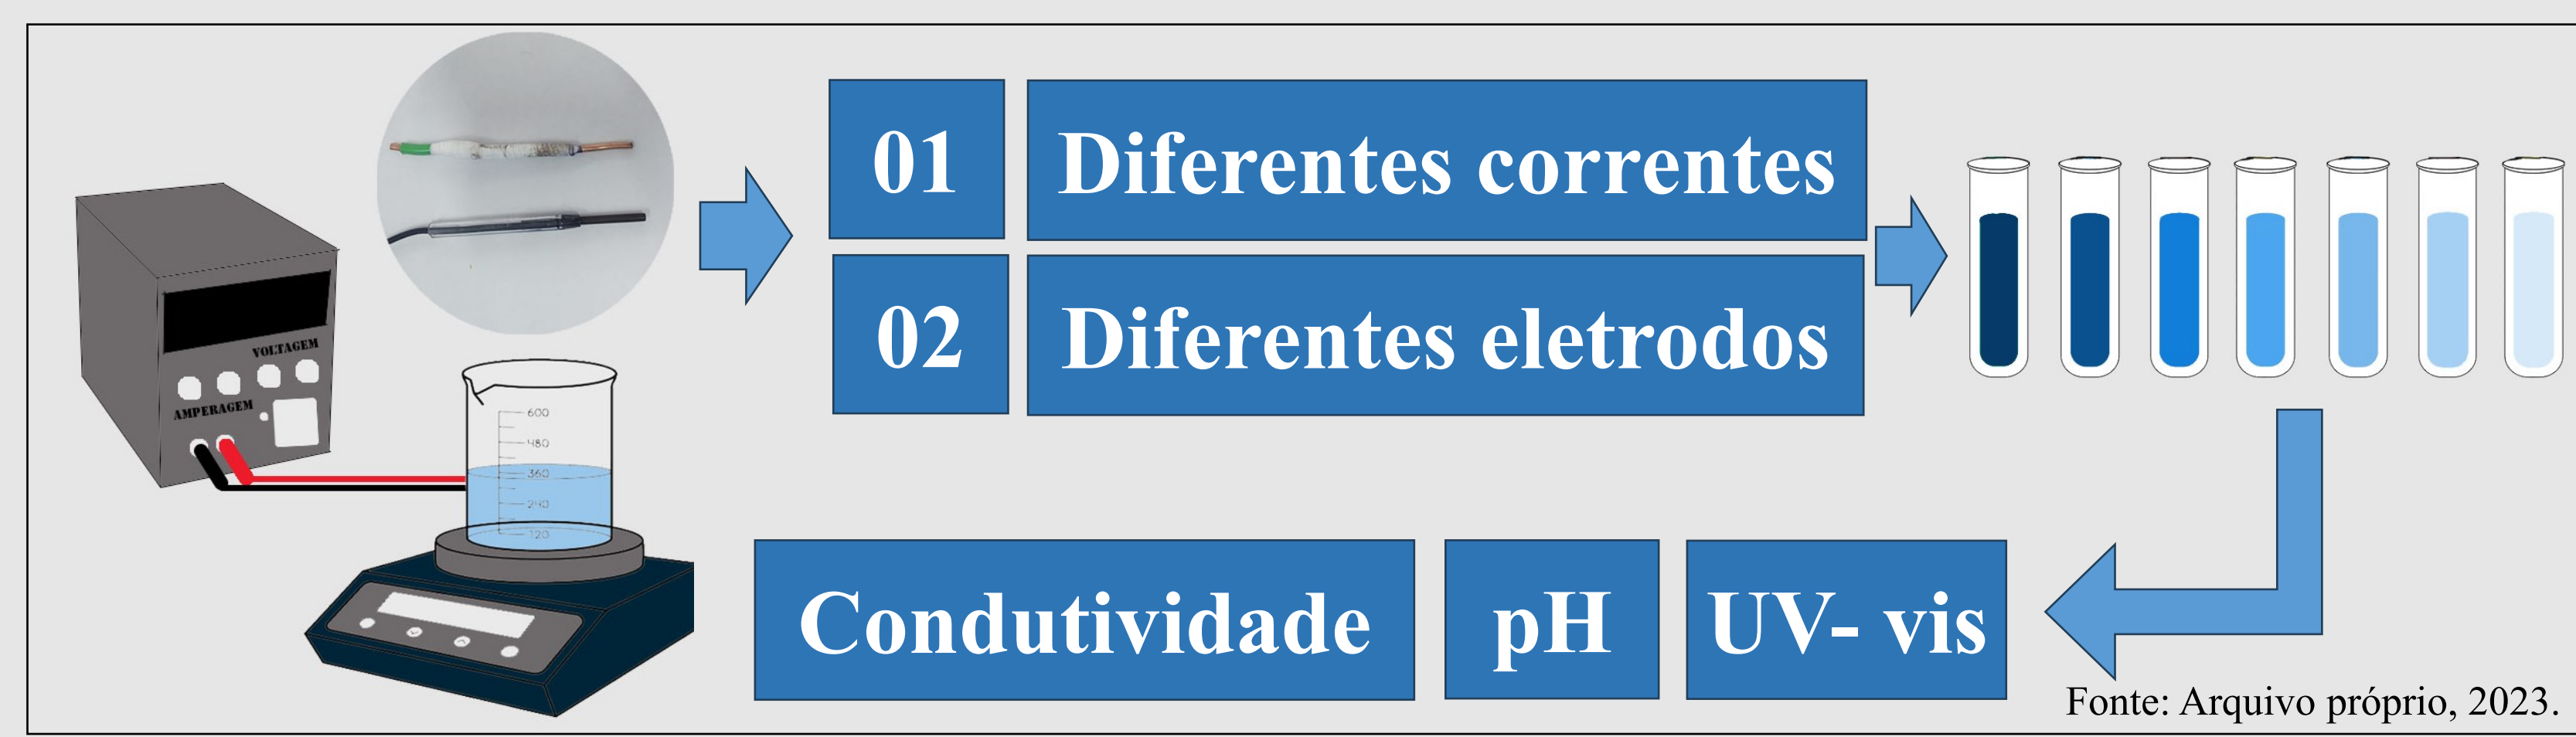 VOLTAGEM
AMPERAGEM
600
480
360
240
120
01
Diferentes correntes
02
Diferentes eletrodos
Condutividade
pH
UV- vis
Fonte: Arquivo próprio, 2023.